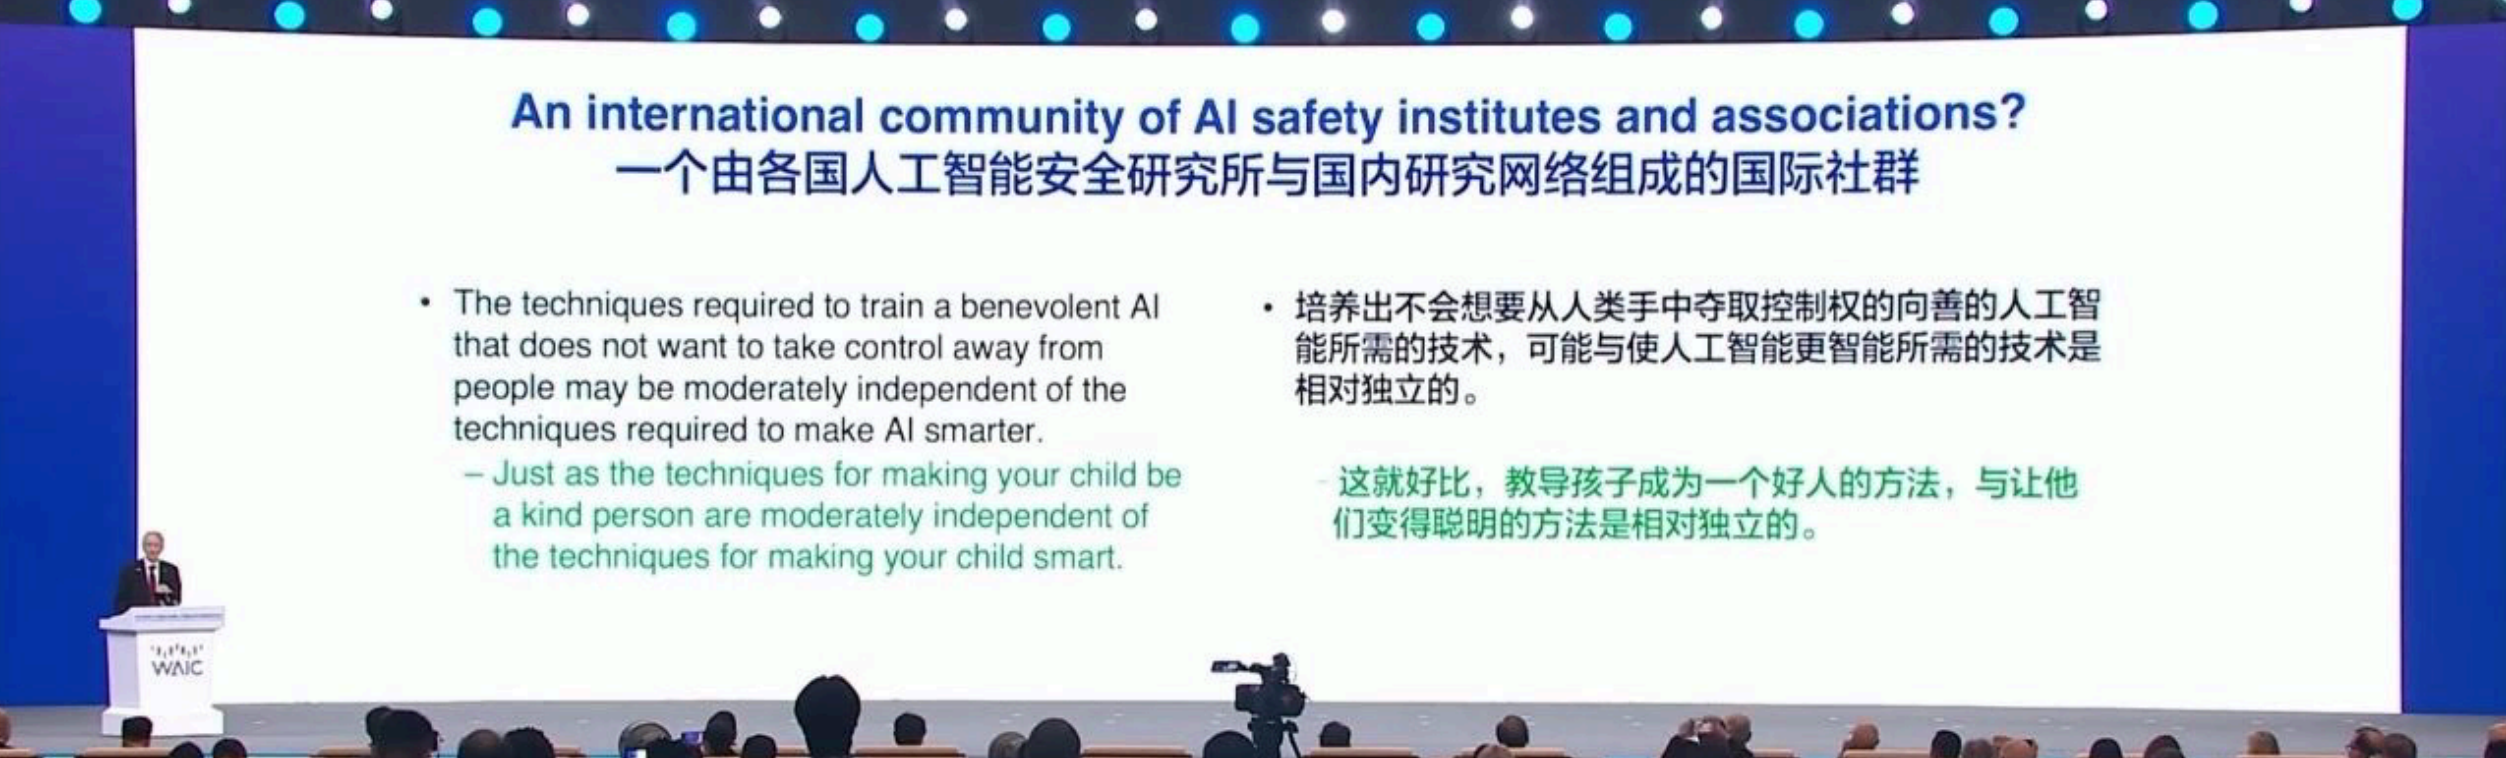 An international community of AI safety institutes and associations?
一个由各国人工智能安全研究所与国内研究网络组成的国际社群
• The techniques required to train a benevolent AI
that does not want to take control away from
people may be moderately independent of the
techniques required to make AI smarter.
– Just as the techniques for making your child be
a kind person are moderately independent of
the techniques for making your child smart.
• 培养出不会想要从人类手中夺取控制权的向善的人工智
能所需的技术，可能与使人工智能更智能所需的技术是
相对独立的。
- 这就好比，教导孩子成为一个好人的方法，与让他
们变得聪明的方法是相对独立的。
WAIC